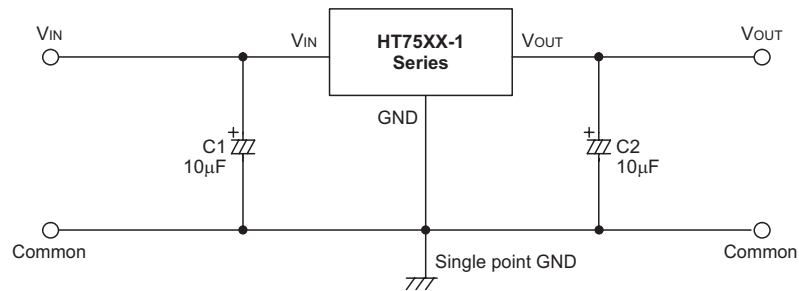 VIN
VIN
HT75XX-1
Series
VOUT
VOUT
GND
+
C1
10μF
+
C2
10μF
Common
Single point GND
Common